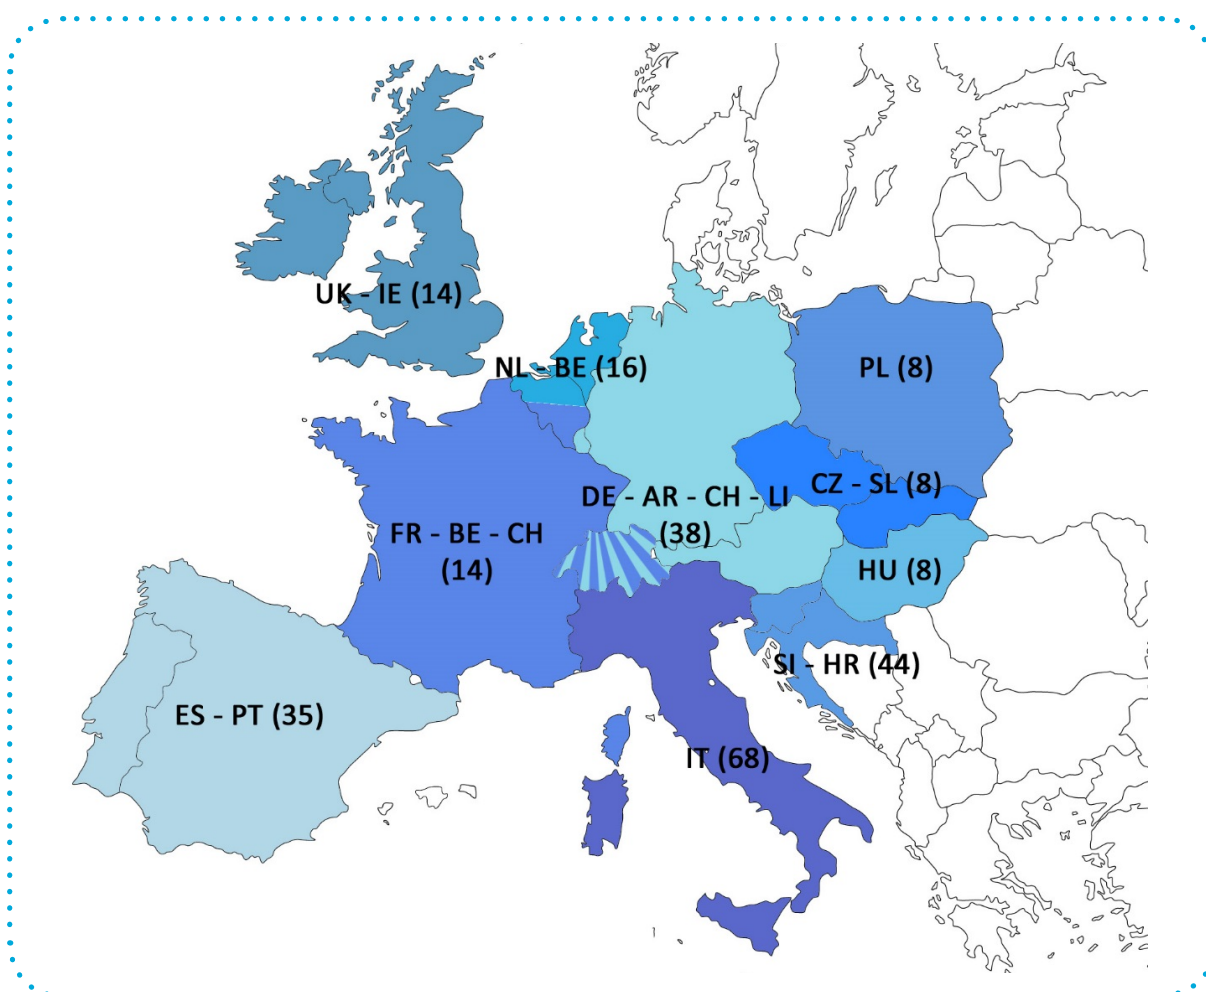 UK - IE (14)
NL - BE (16)
PL (8)
CZ - SL (8)
DE - AR - CH - LI
(38)
FR - BE - CH
(14)
HU (8)
SI - HR (44)
ES - PT (35)
IT (68)